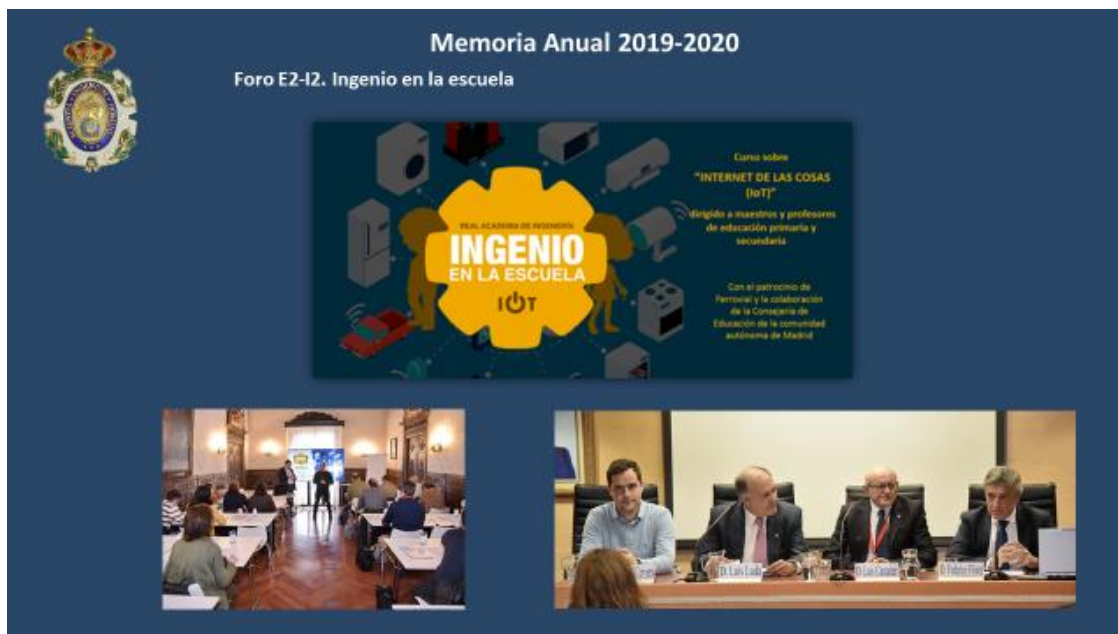 Memoria Anual 2019-2020
Foro E2-I2. Ingenio en la escuela
REAL ACADEMIA DE INGENIERÍA
INGENIO
EN LA ESCUELA
IOT
Curso sobre
"INTERNET DE LAS COSAS
(IoT)"
dirigido a maestros y profesores
de educación primaria y
secundaria
Con el patrocinio de
Ferrovial y la colaboración
de la Consejería de
Educación de la comunidad
autónoma de Madrid
D. Luis
D. Luis
D. Federico